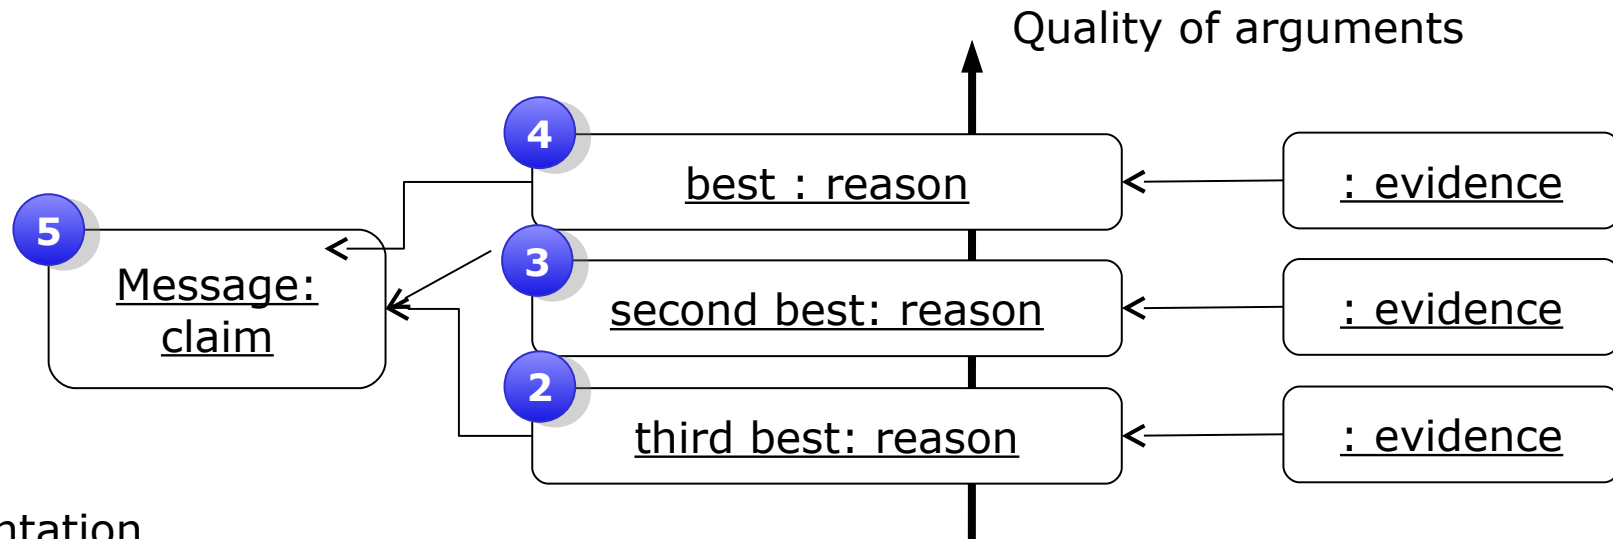 Quality of arguments
4
best : reason
: evidence
5
Message:
claim
3
second best: reason
: evidence
2
third best: reason
: evidence